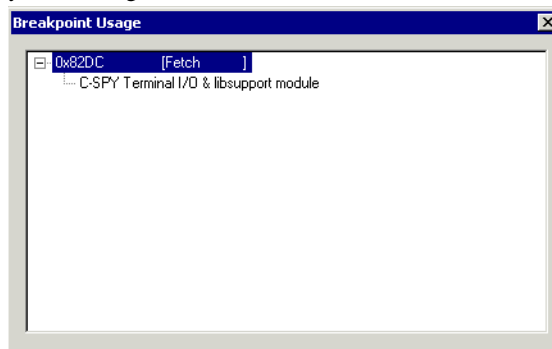 Breakpoint Usage
0x82DC [Fetch ]
C-SPY Terminal I/O & libsupport module